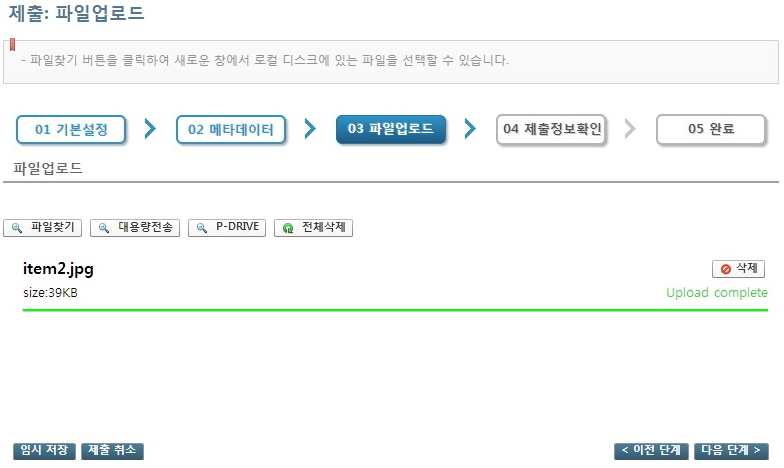 제출: 파일업로드
- 파일찾기 버튼을 클릭하여 새로운 창에서 로컬 디스크에 있는 파일을 선택할 수 있습니다.
01 기본설정 02 메타데이터 03 파일업로드 04 제출정보확인 05 완료
파일업로드
파일찾기 대용량전송 P-DRIVE 전체삭제
item2.jpg 삭제
size:39KB Upload complete
임시 저장 제출 취소 < 이전 단계 다음 단계 >